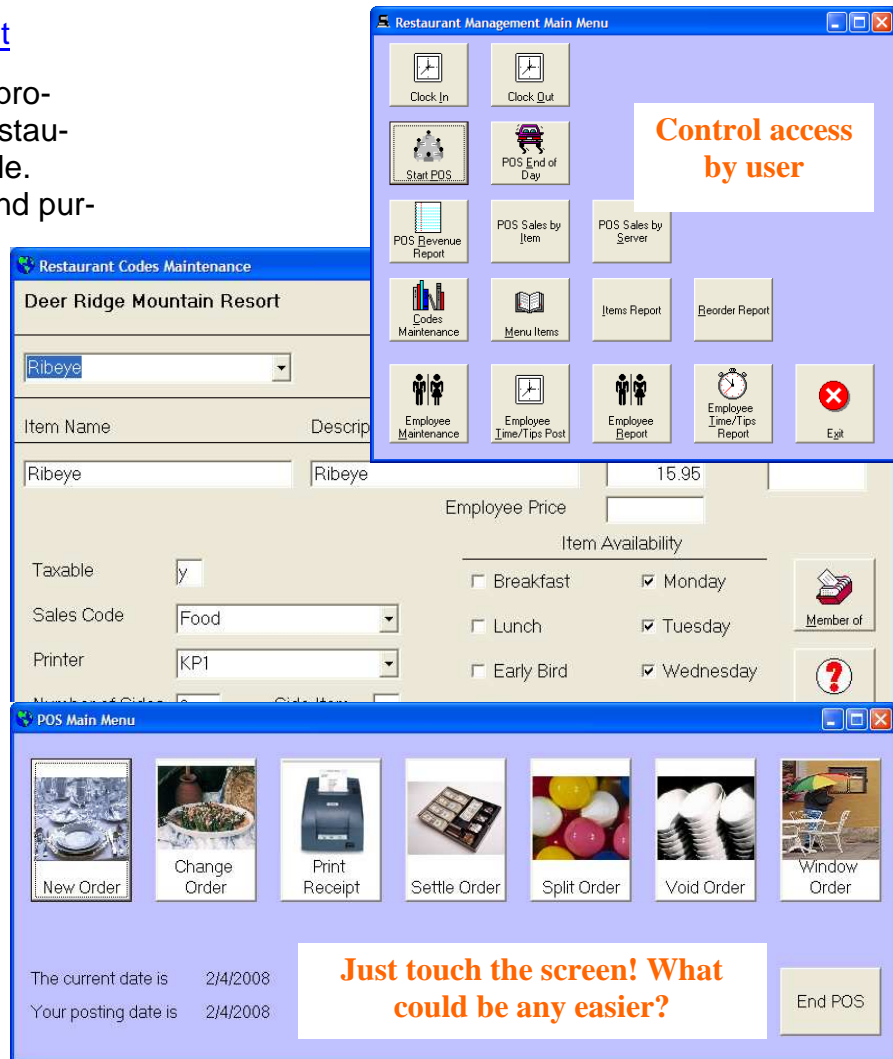 t
pro-
stau-
le.
nd pur-
Restaurant Management Main Menu
Clock In
Clock Out
Control access
by user
Start POS
POS End of
Day
POS Revenue
Report
POS Sales by
Item
POS Sales by
Server
Codes
Maintenance
Menu Items
Items Report
Reorder Report
Employee
Maintenance
Employee
Time/Tips Post
Employee
Report
Employee
Time/Tips
Report
Exit
Restaurant Codes Maintenance
Deer Ridge Mountain Resort
Ribeye
Item Name
Descrip
Ribeye
Ribeye
15.95
Employee Price
Item Availability
Taxable
y
Breakfast
Monday
Sales Code
Food
Lunch
Tuesday
Member of
Printer
KP1
Early Bird
Wednesday
Number of Sides
Side Item
POS Main Menu
New Order
Change
Order
Print
Receipt
Settle Order
Split Order
Void Order
Window
Order
The current date is 2/4/2008
Your posting date is 2/4/2008
Just touch the screen! What
could be any easier?
End POS